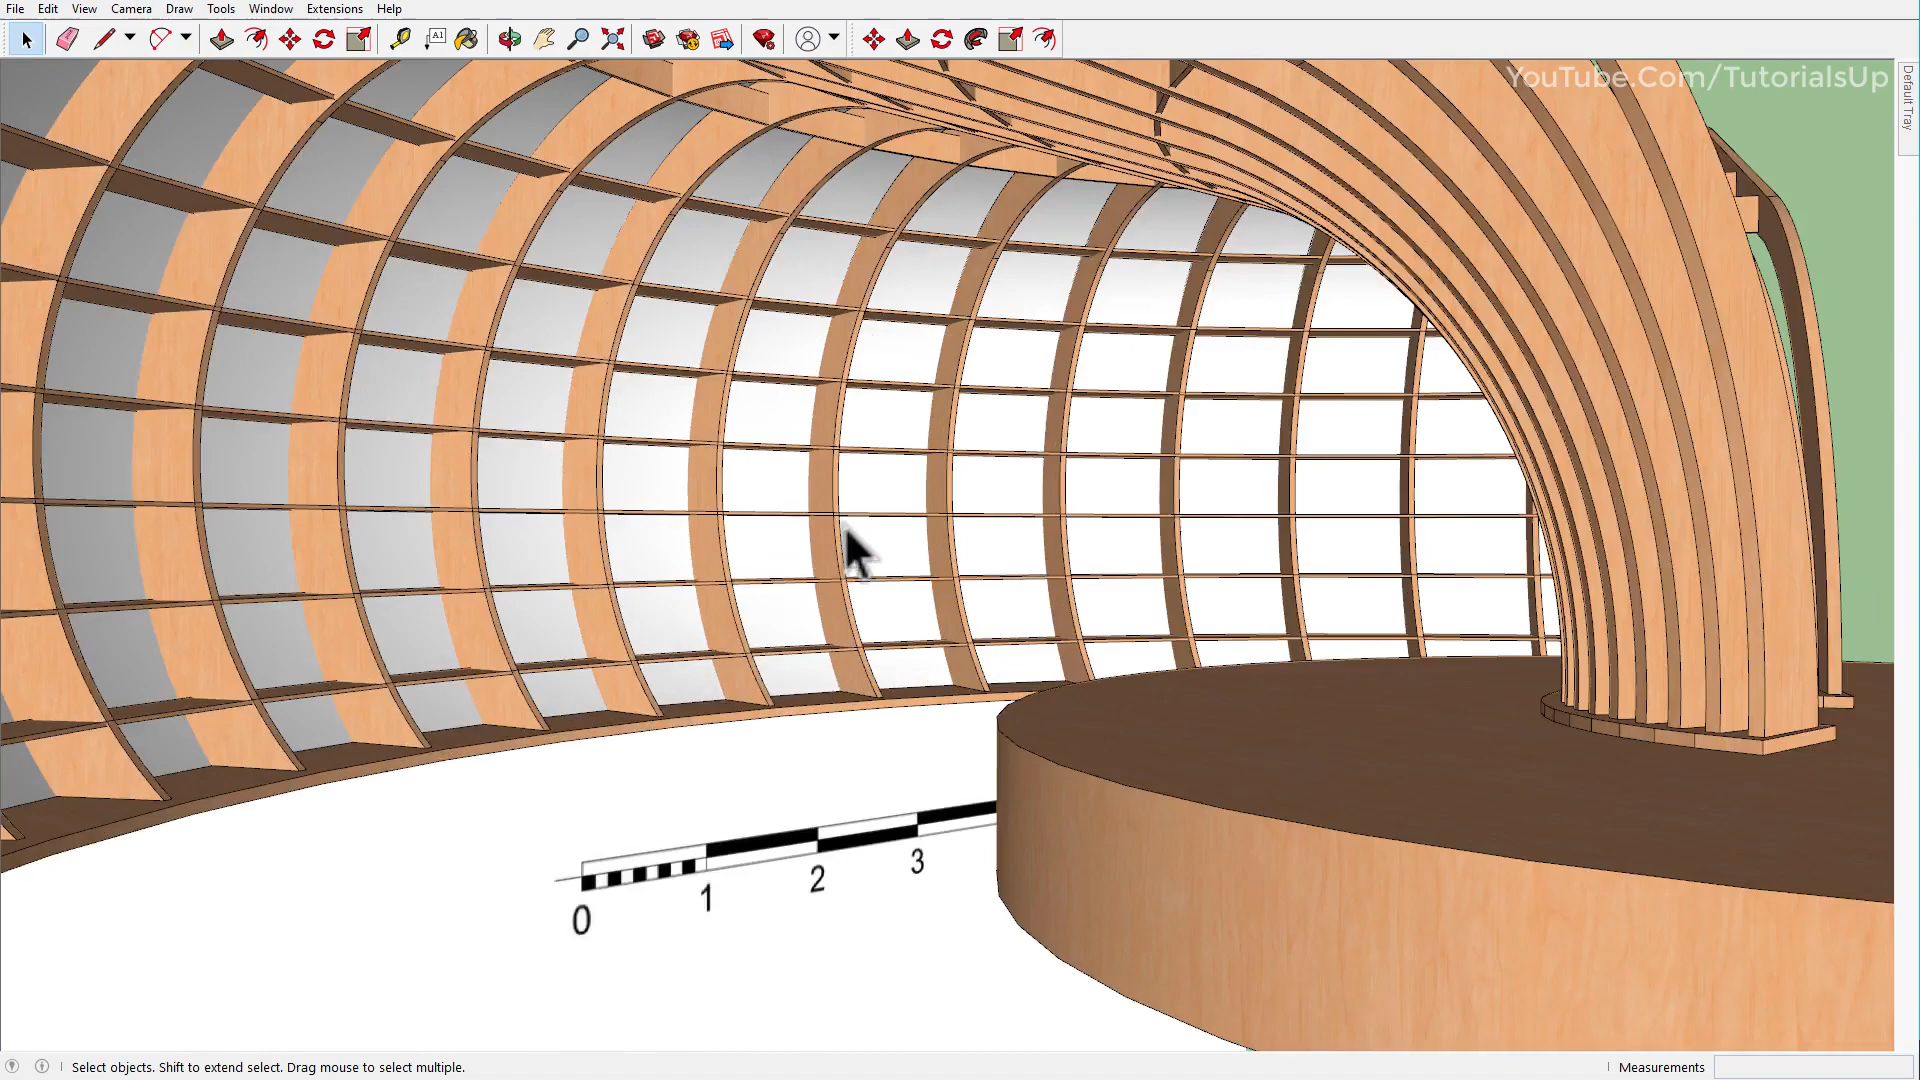 File Edit View Camera Draw Tools Window Extensions Help
A1
YouTube.Com/TutorialsUp
Default Tray
0 1 2 3
Select objects. Shift to extend select. Drag mouse to select multiple.
Measurements